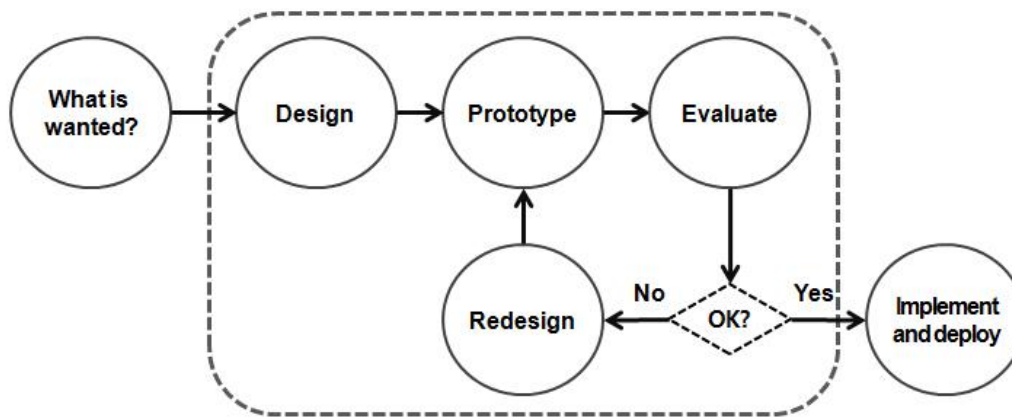 What is
wanted?
Design
Prototype
Evaluate
Redesign
No
OK?
Yes
Implement
and deploy